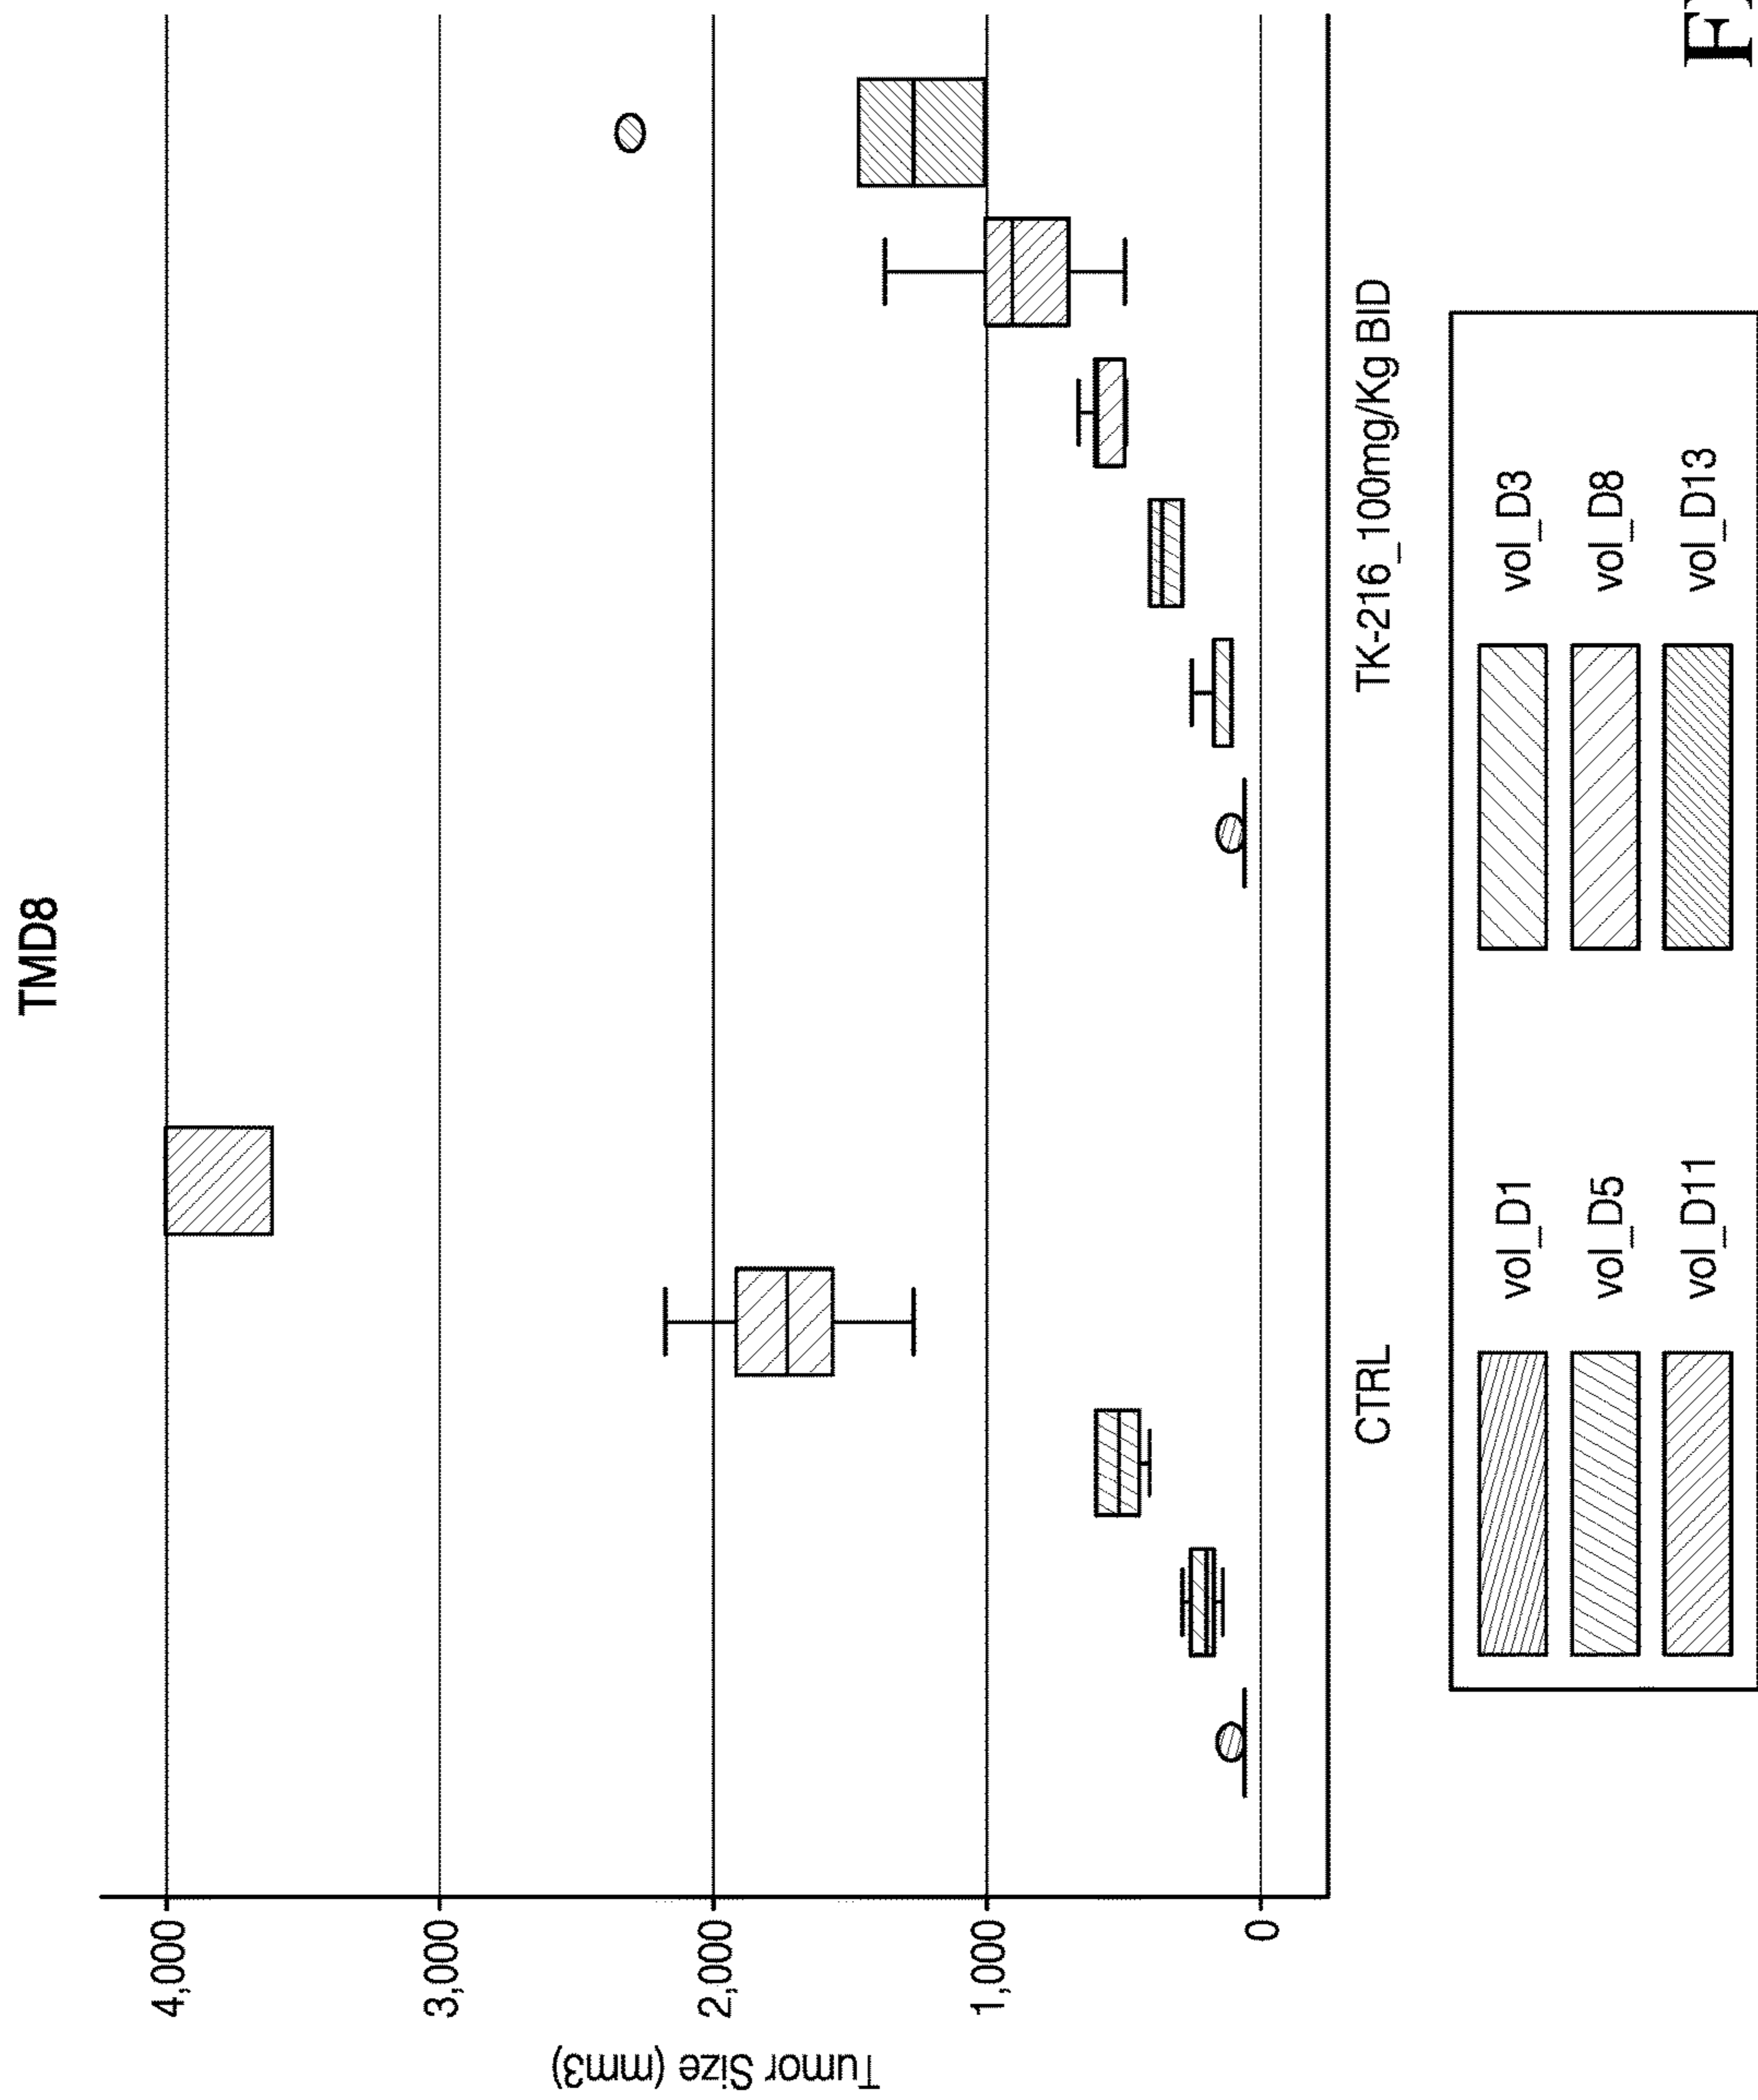 TMD8
Tumor Size (mm3)
4,000
3,000
2,000
1,000
0
CTRL
TK-216_100mg/Kg BID
vol_D1
vol_D3
vol_D5
vol_D8
vol_D11
vol_D13